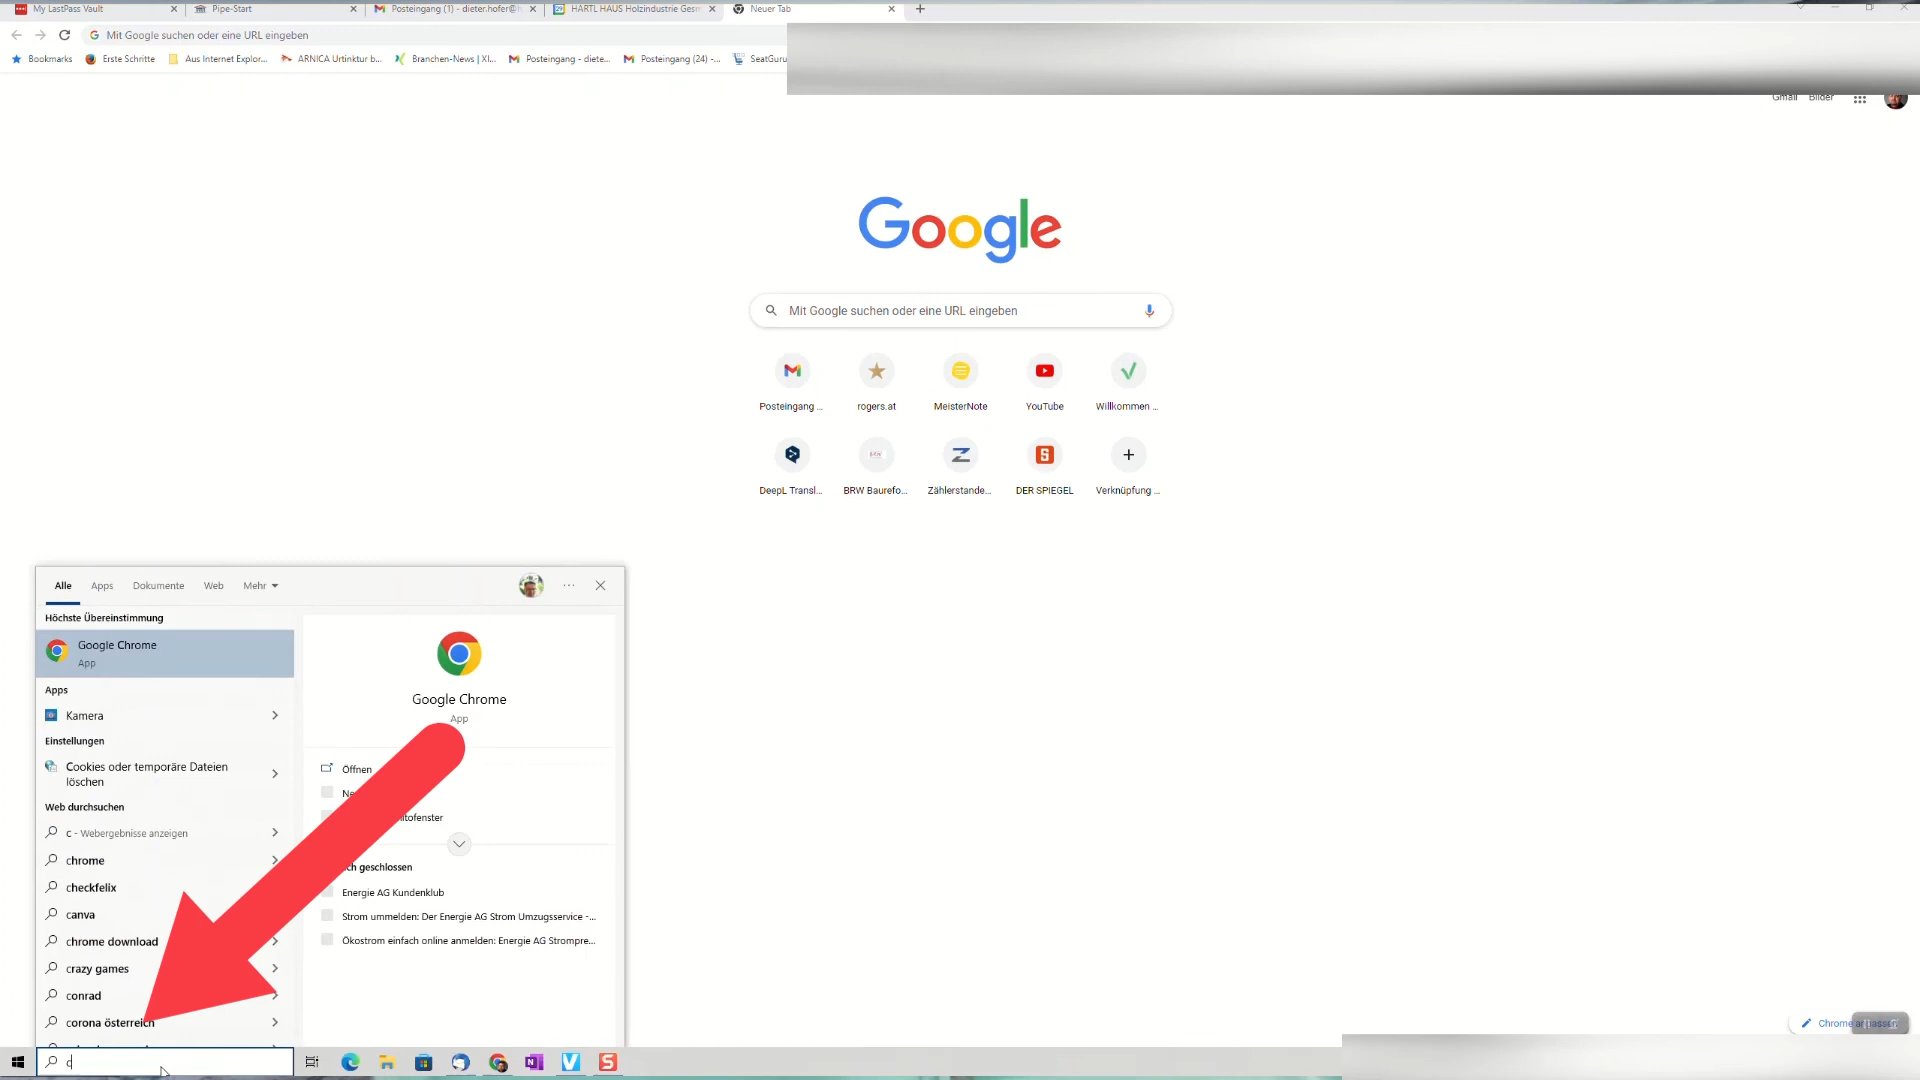 My LastPass Vault
Pipe-Start
Posteingang (1) - dieter.hofer@
HARTL HAUS Holzindustrie Gesm
Neuer Tab
Mit Google suchen oder eine URL eingeben
Bookmarks
Erste Schritte
Aus Internet Explor...
ARNICA Urtinktur b...
Branchen-News | XI...
Posteingang - diete...
Posteingang (24) -...
SeatGuru
Gmail
Bilder
Google
Mit Google suchen oder eine URL eingeben
Posteingang ...
rogers.at
MeisterNote
YouTube
Willkommen ...
DeepL Transl...
BRW Baurefo...
Zählerstande...
DER SPIEGEL
Verknüpfung ...
Alle
Apps
Dokumente
Web
Mehr
Höchste Übereinstimmung
Google Chrome
App
Apps
Kamera
Einstellungen
Cookies oder temporäre Dateien
löschen
Web durchsuchen
c - Webergebnisse anzeigen
chrome
checkfelix
canva
chrome download
crazy games
conrad
corona österreich
Google Chrome
App
Öffnen
Energie AG Kundenklub
Strom ummelden: Der Energie AG Strom Umzugsservice -...
Ökostrom einfach online anmelden: Energie AG Strompre...
Chrome
c